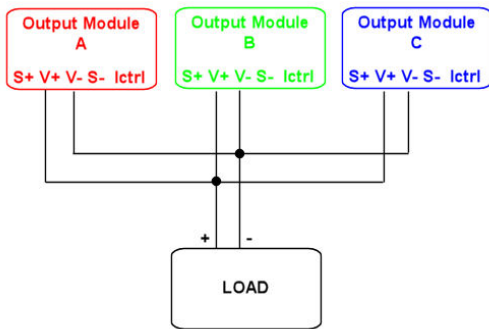 Output Module
A
S+ V+ V- S- Ictrl
Output Module
B
S+ V+ V- S- Ictrl
Output Module
C
S+ V+ V- S- Ictrl
+ -
LOAD